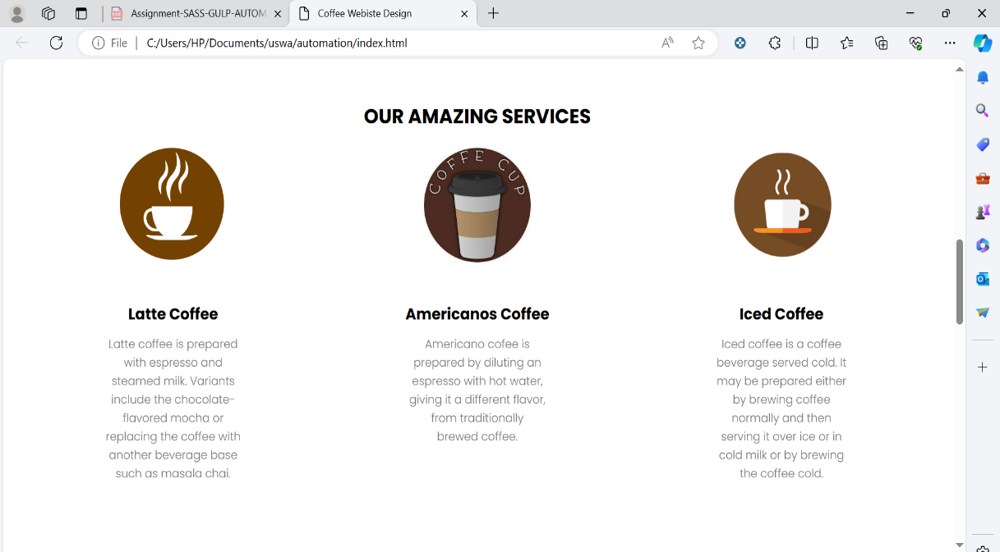 Assignment-SASS-GULP-AUTOM
Coffee Webiste Design
File
C:/Users/HP/Documents/uswa/automation/index.html
OUR AMAZING SERVICES
COFFE CUP
Latte Coffee
Latte coffee is prepared
with espresso and
steamed milk. Variants
include the chocolate-
flavored mocha or
replacing the coffee with
another beverage base
such as masala chai.
Americanos Coffee
Americano cofee is
prepared by diluting an
espresso with hot water,
giving it a different flavor,
from traditionally
brewed coffee.
Iced Coffee
Iced coffee is a coffee
beverage served cold. It
may be prepared either
by brewing coffee
normally and then
serving it over ice or in
cold milk or by brewing
the coffee cold.